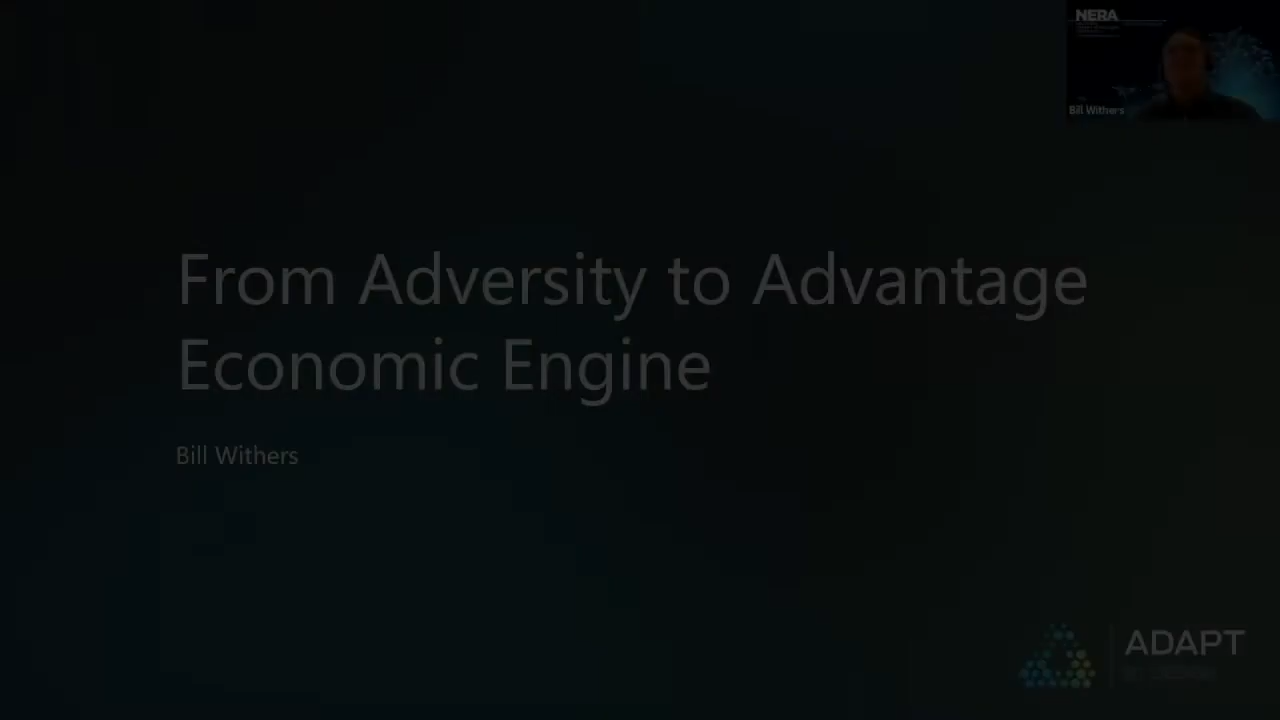 NERA
Bill Withers
From Adversity to Advantage
Economic Engine
Bill Withers
ADAPT